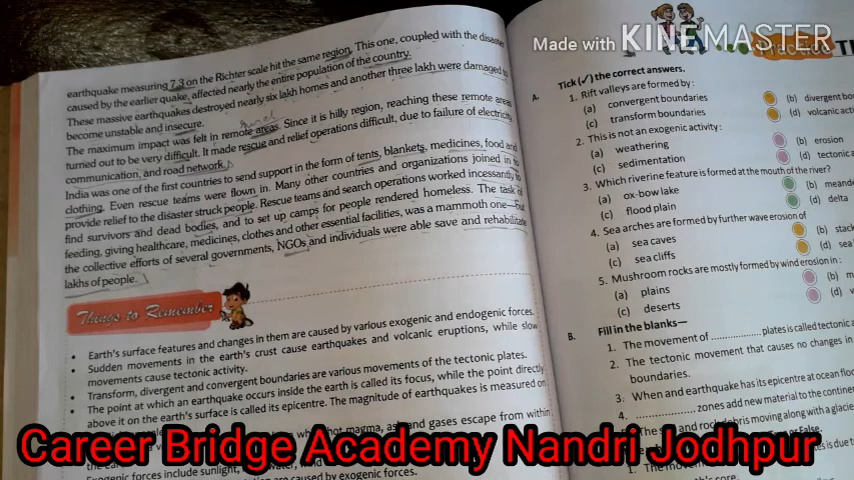 earthquake measuring 7.3 on the Richter scale hit the same region. This one, coupled with the disaster
caused by the earlier quake, affected nearly the entire population of the country.
These massive earthquakes destroyed nearly six lakh homes and another three lakh were damaged to
become unstable and insecure.
The maximum impact was felt in remote areas. Since it is hilly region, reaching these remote areas
turned out to be very difficult. It made rescue and relief operations difficult, due to failure of electricity
communication, and road network.
India was one of the first countries to send support in the form of tents, blankets, medicines, food and
clothing. Even rescue teams were flown in. Many other countries and organizations joined in to
provide relief to the disaster struck people. Rescue teams and search operations worked incessantly to
find survivors and dead bodies, and to set up camps for people rendered homeless. The task of
feeding, giving healthcare, medicines, clothes and other essential facilities, was a mammoth one—but
the collective efforts of several governments, NGOs and individuals were able save and rehabilitate
lakhs of people.
Things to Remember
• Earth's surface features and changes in them are caused by various exogenic and endogenic forces.
• Sudden movements in the earth's crust cause earthquakes and volcanic eruptions, while slow
movements cause tectonic activity.
• Transform, divergent and convergent boundaries are various movements of the tectonic plates.
• The point at which an earthquake occurs inside the earth is called its focus, while the point directly
above it on the earth's surface is called its epicentre. The magnitude of earthquakes is measured on
hot magma, ash and gases escape from within
Exogenic forces include sunlight,
are caused by exogenic forces.
Made with KINEMASTER
Practice
A. Tick (✓) the correct answers.
1. Rift valleys are formed by:
(a) convergent boundaries (b) divergent
(c) transform boundaries (d) volcanic
2. This is not an exogenic activity:
(a) weathering (b) erosion
(c) sedimentation (d) tectonic
3. Which riverine feature is formed at the mouth of the river?
(a) ox-bow lake (b)
(c) flood plain (d) delta
4. Sea arches are formed by further wave erosion of
(a) sea caves (b)
(c) sea cliffs (d) sea
5. Mushroom rocks are mostly formed by wind erosion in:
(a) plains (b)
(c) deserts (d)
B. Fill in the blanks—
1. The movement of .................. plates is called tectonic
2. The tectonic movement that causes no changes in
boundaries.
3. When and earthquake has its epicentre at ocean
4. .................. zones add new material to the
and rock debris moving along with a
False.
1. The
Career Bridge Academy Nandri Jodhpur